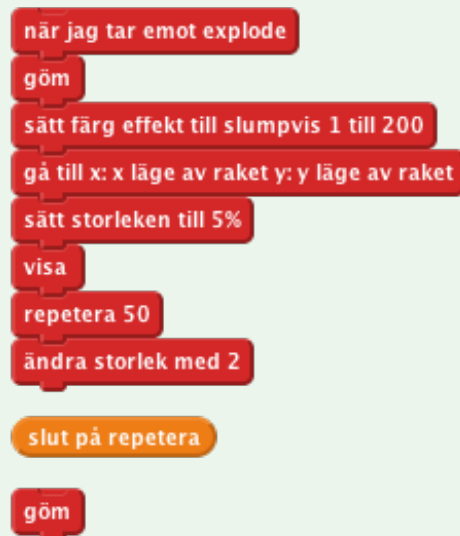 när jag tar emot explode
göm
sätt färg effekt till slumpvis 1 till 200
gå till x: x läge av raket y: y läge av raket
sätt storleken till 5%
visa
repetera 50
ändra storlek med 2
slut på repetera
göm